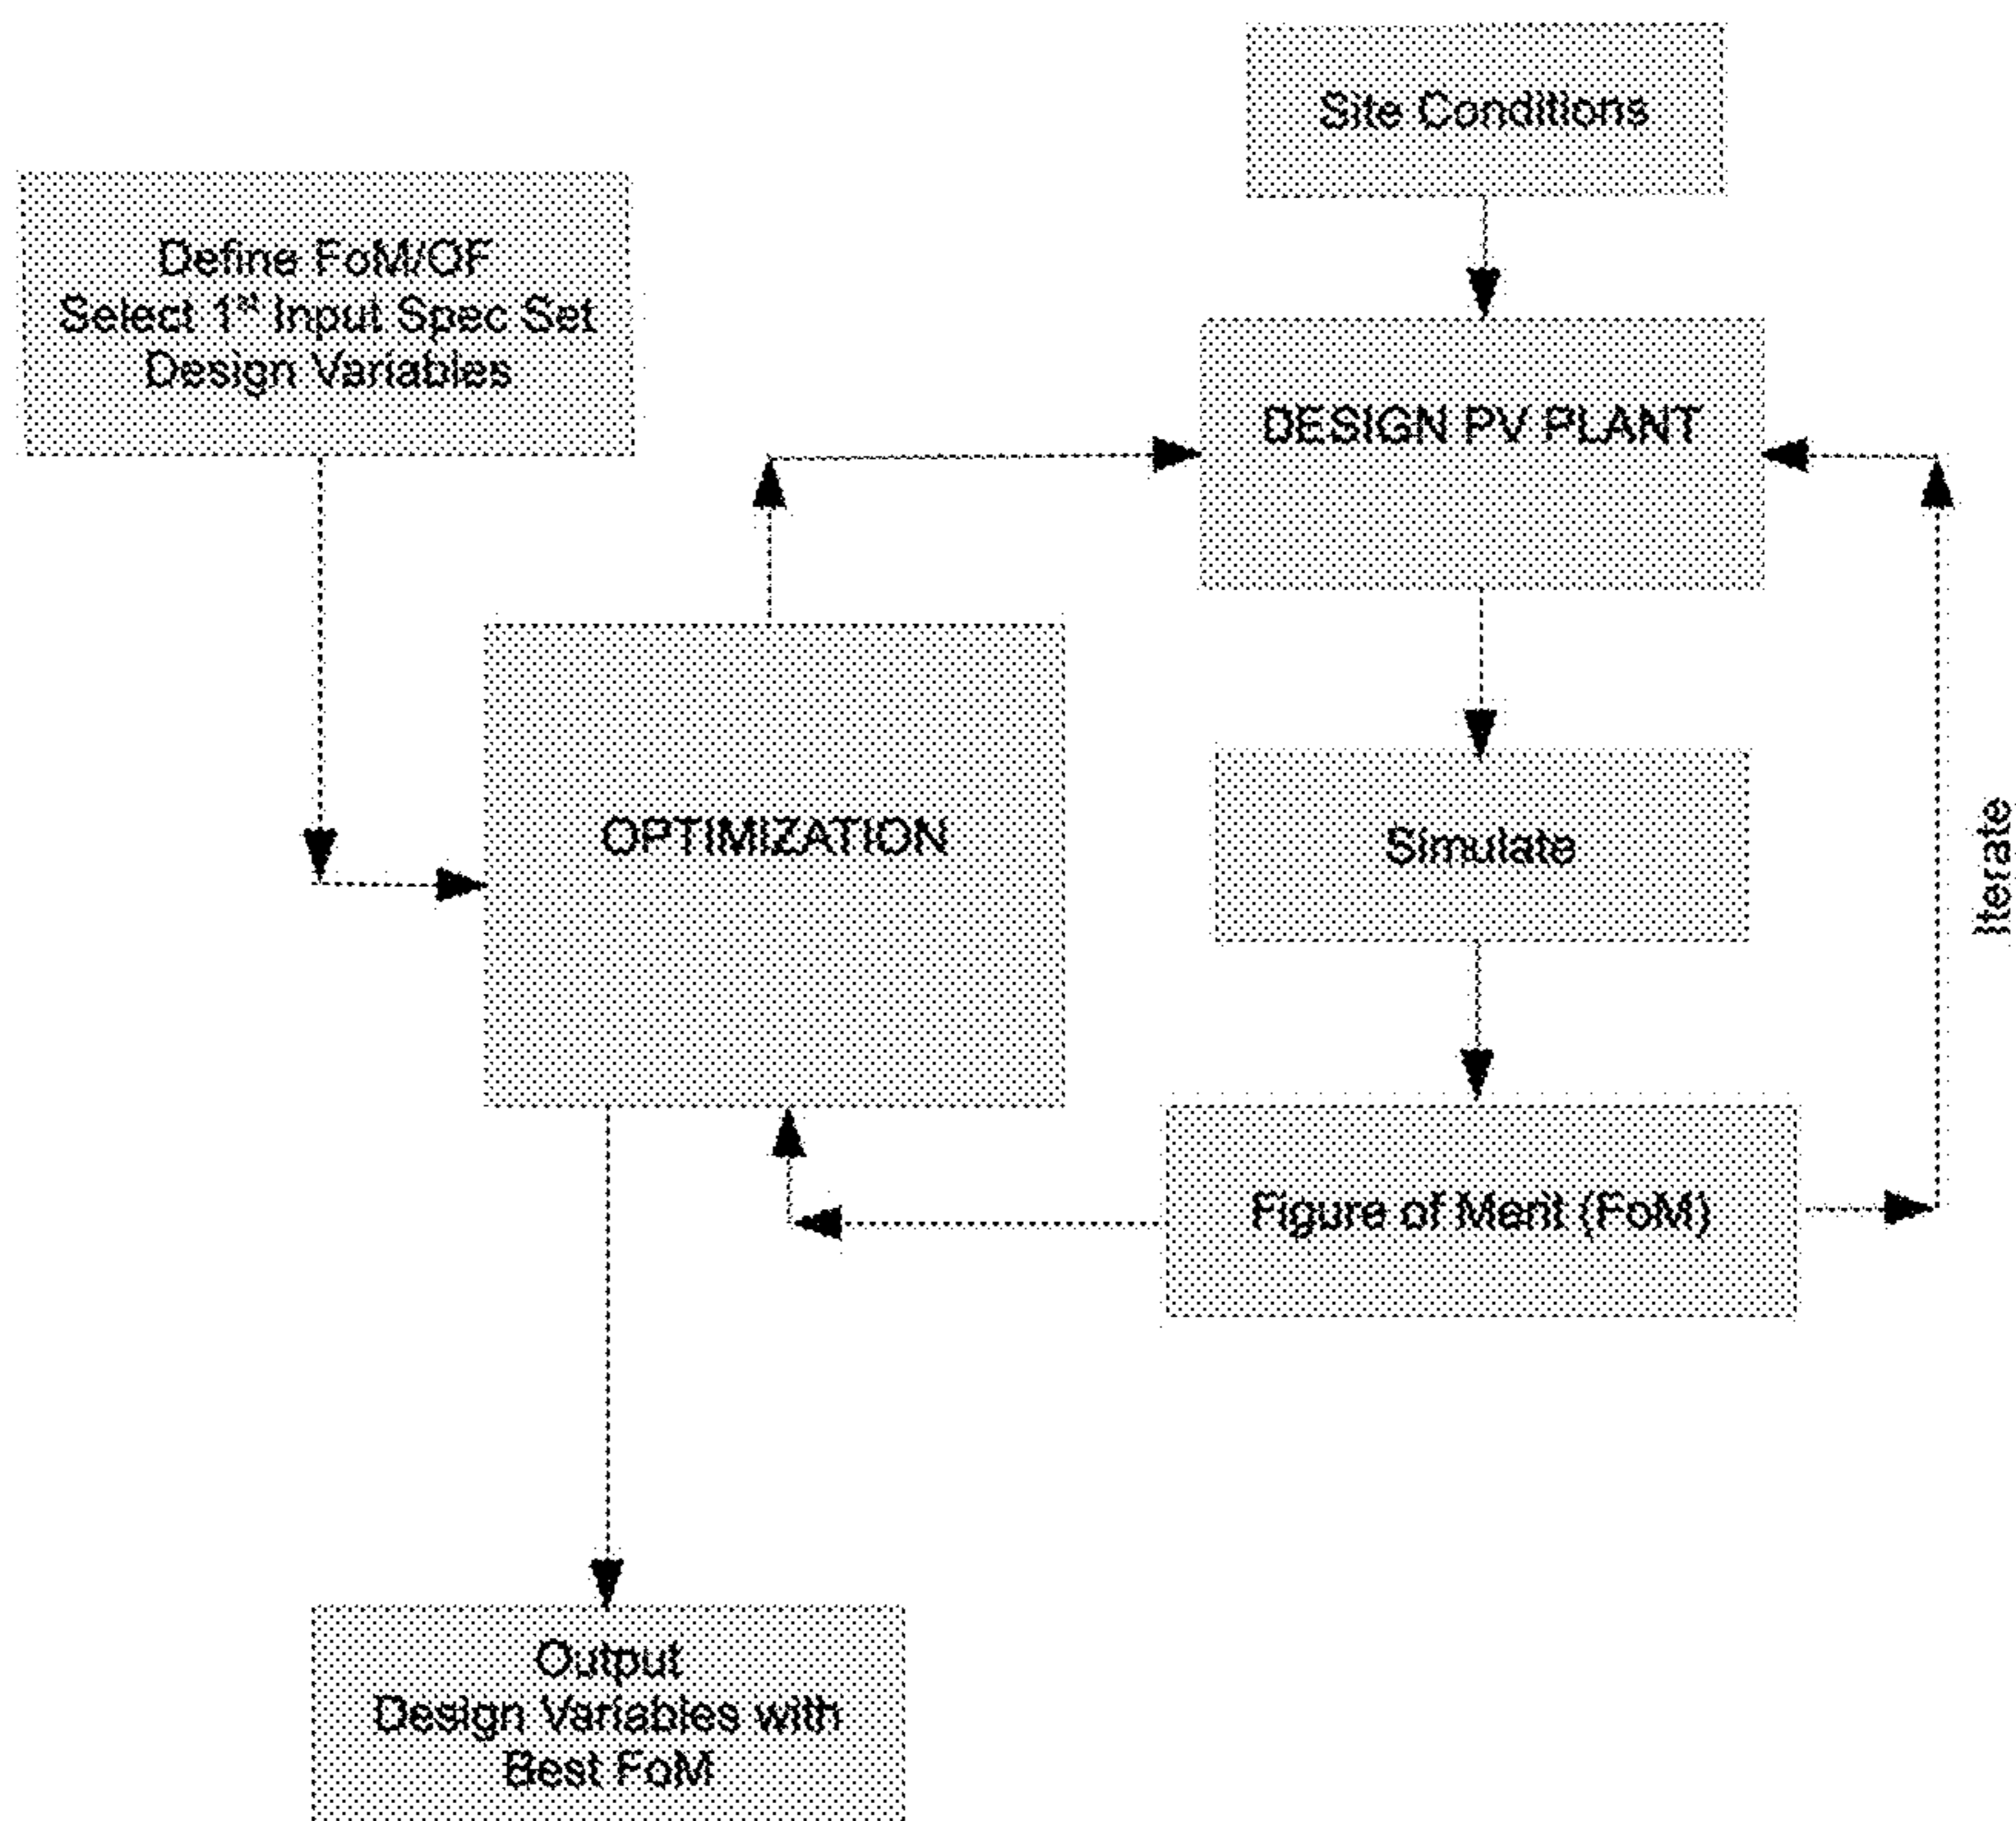 Site Conditions
Define FoM/OF
Select 1st Input Spec Set
Design Variables
DESIGN PV PLANT
OPTIMIZATION
Simulate
Iterate
Figure of Merit (FoM)
Output
Design Variables with
Best FoM